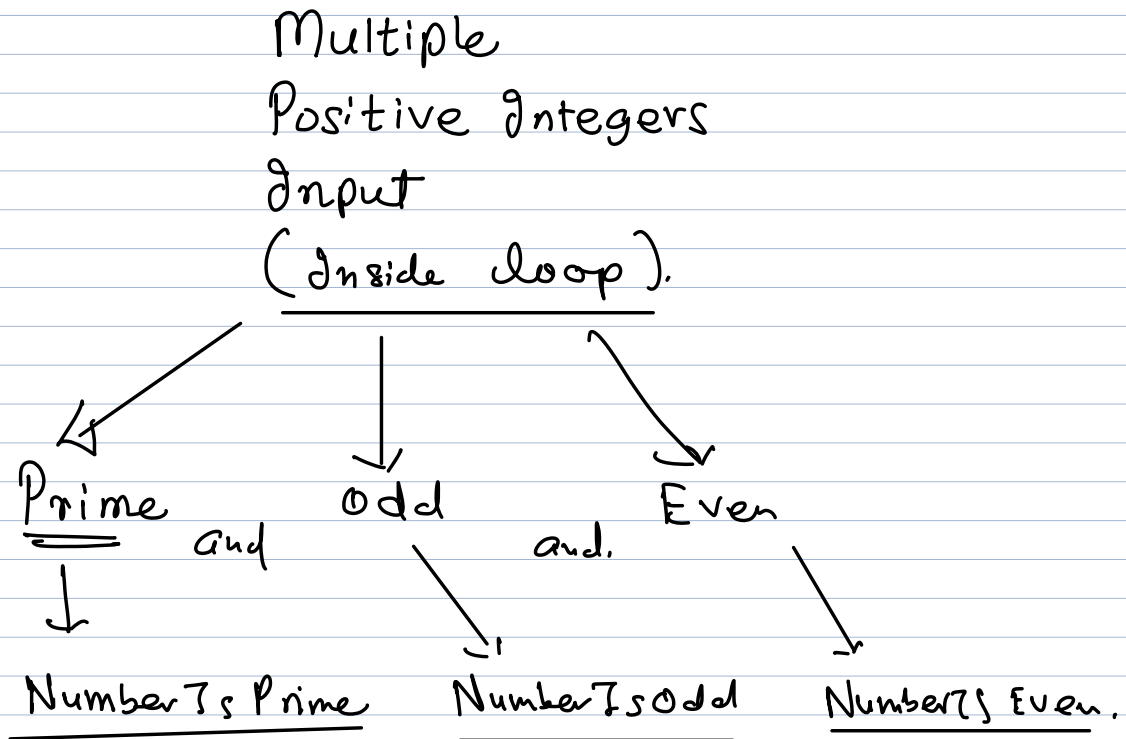 Multiple
Positive Integers
Input
(Inside loop).
Prime and Odd and. Even
NumberIsPrime NumberIsOdd NumberIsEven.